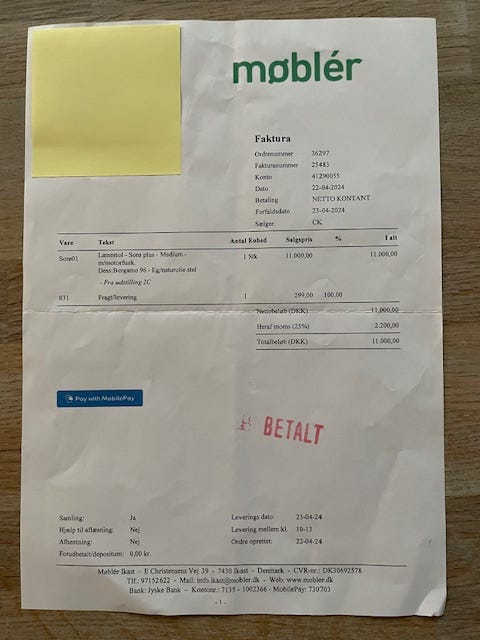 møblér
Faktura
Ordrenummer 36297
Fakturanummer 25483
Konto 41290055
Dato 22-04-2024
Betaling NETTO KONTANT
Forfaldsdato 23-04-2024
Sælger: CK
Vare Tekst Antal Enhed Salgspris % I alt
Sorø01 Lænestol - Sorø plus - Medium - 1 Stk 11.000,00 11.000,00
m/motorfunk.
Dess:Bergamo 96 - Eg/naturolie stel
- Fra udstilling 2C
031 Fragt/levering 1 299,00 100,00
Nettobeløb (DKK) 11.000,00
Heraf moms (25%) 2.200,00
Totalbeløb (DKK) 11.000,00
Pay with MobilePay
BETALT
Samling: Ja Leverings dato: 23-04-24
Hjælp til aflæsning: Nej Levering mellem kl. 10-13
Afhentning: Nej Ordre oprettet: 22-04-24
Forudbetalt/depositum: 0,00 kr.
Møblér Ikast - E Christensens Vej 39 - 7430 Ikast - Denmark - CVR-nr.: DK30692578
Tlf.: 97152622 - Mail: info.ikast@mobler.dk - Web: www.mobler.dk
Bank: Jyske Bank - Kontonr.: 7135 - 1002366 - MobilePay: 730703
- 1 -